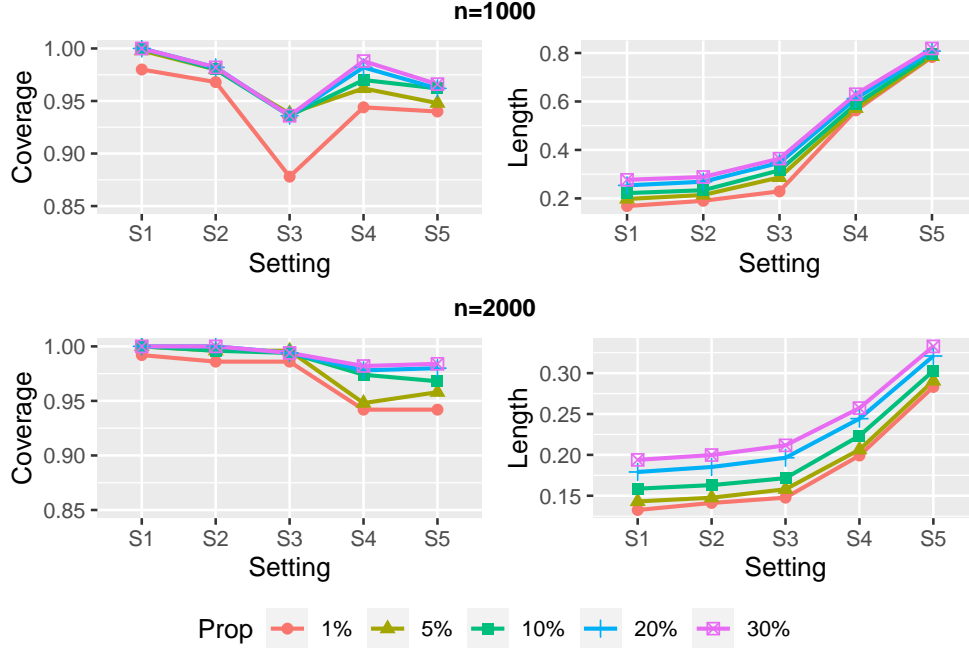 n=1000
Coverage
1.00
0.95
0.90
0.85
S1 S2 S3 S4 S5
Setting
Length
0.8
0.6
0.4
0.2
S1 S2 S3 S4 S5
Setting
n=2000
Coverage
1.00
0.95
0.90
0.85
S1 S2 S3 S4 S5
Setting
Length
0.30
0.25
0.20
0.15
S1 S2 S3 S4 S5
Setting
Prop 1% 5% 10% 20% 30%